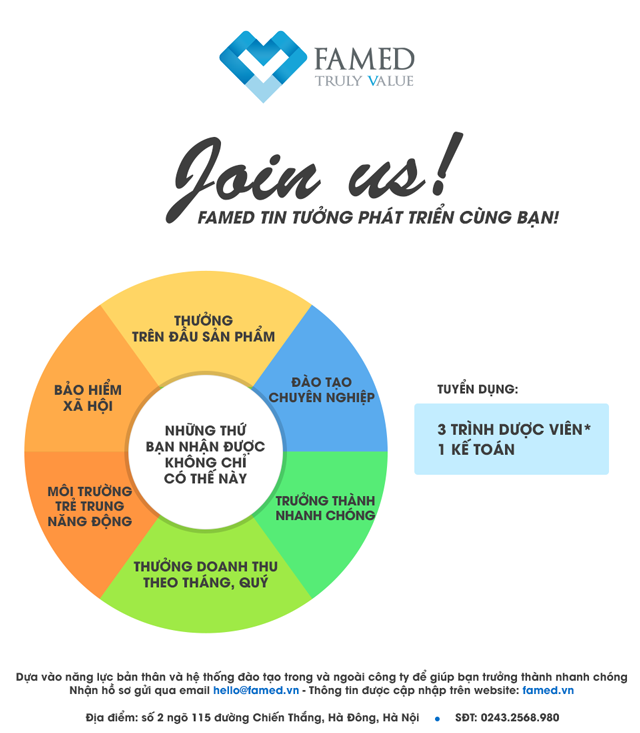 FAMED
TRULY VALUE
Join us!
FAMED TIN TƯỞNG PHÁT TRIỂN CÙNG BẠN!
THƯỞNG
TRÊN ĐẦU SẢN PHẨM
ĐÀO TẠO
CHUYÊN NGHIỆP
BẢO HIỂM
XÃ HỘI
NHỮNG THỨ
BẠN NHẬN ĐƯỢC
KHÔNG CHỈ
CÓ THẾ NÀY
MÔI TRƯỜNG
TRẺ TRUNG
NĂNG ĐỘNG
TRƯỞNG THÀNH
NHANH CHÓNG
THƯỞNG DOANH THU
THEO THÁNG, QUÝ
TUYỂN DỤNG:
3 TRÌNH DƯỢC VIÊN*
1 KẾ TOÁN
Dựa vào năng lực bản thân và hệ thống đào tạo trong và ngoài công ty để giúp bạn trưởng thành nhanh chóng
Nhận hồ sơ gửi qua email hello@famed.vn - Thông tin được cập nhập trên website: famed.vn
Địa điểm: số 2 ngõ 115 đường Chiến Thắng, Hà Đông, Hà Nội • SĐT: 0243.2568.980